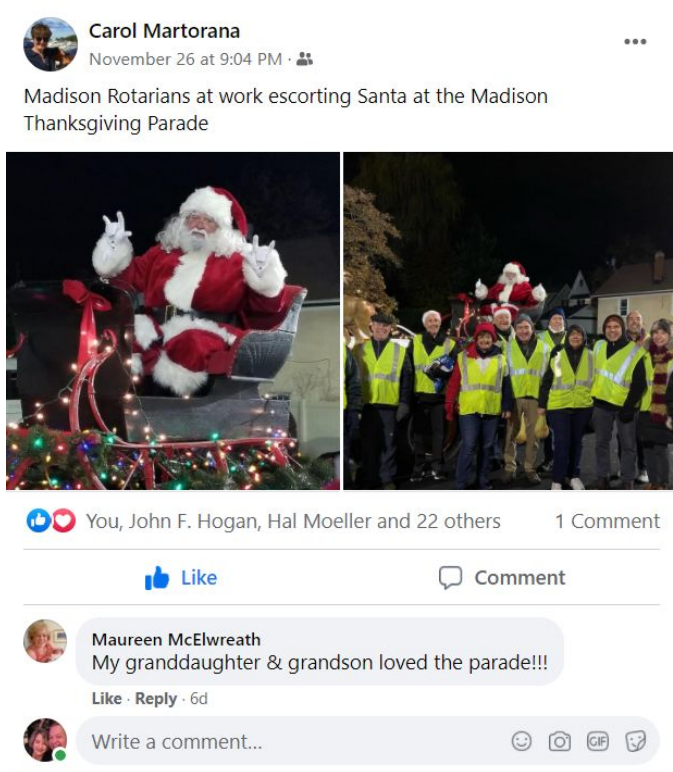 Carol Martorana
November 26 at 9:04 PM ·
Madison Rotarians at work escorting Santa at the Madison
Thanksgiving Parade
You, John F. Hogan, Hal Moeller and 22 others 1 Comment
Like Comment
Maureen McElwreath
My granddaughter & grandson loved the parade!!!
Like · Reply · 6d
Write a comment...
GIF